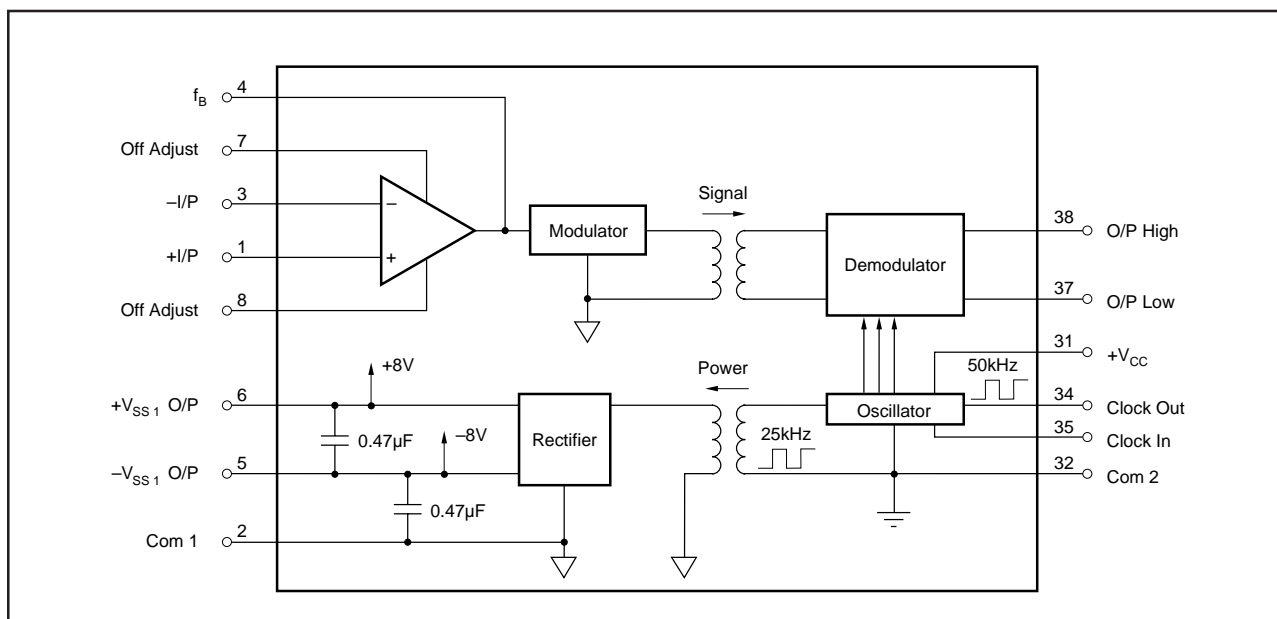 f_B 4
Off Adjust 7
–I/P 3
+I/P 1
Off Adjust 8
+V_SS 1 O/P 6
–V_SS 1 O/P 5
Com 1 2
–
+
Modulator
Signal
Demodulator
+8V
–8V
0.47µF
0.47µF
Rectifier
Power
25kHz
Oscillator
50kHz
38 O/P High
37 O/P Low
31 +V_CC
34 Clock Out
35 Clock In
32 Com 2